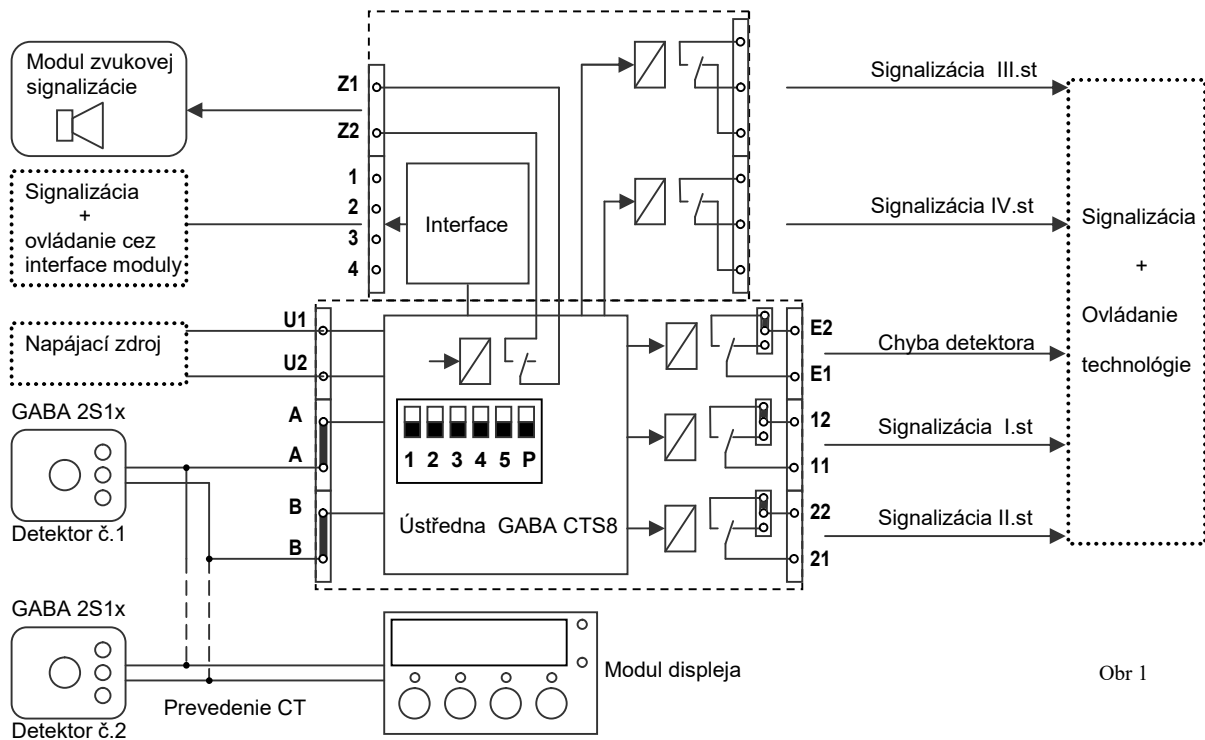 Modul zvukovej
signalizácie
Z1
Z2
Signalizácia
+
ovládanie cez
interface moduly
1
2
3
4
Interface
Signalizácia III.st
Signalizácia IV.st
Signalizácia
+
Ovládanie
technológie
Napájací zdroj
U1
U2
E2
E1
Chyba detektora
GABA 2S1x
Detektor č.1
A
A
B
B
1 2 3 4 5 P
Ústředna GABA CTS8
12
11
Signalizácia I.st
22
21
Signalizácia II.st
GABA 2S1x
Detektor č.2
Prevedenie CT
Modul displeja
Obr 1